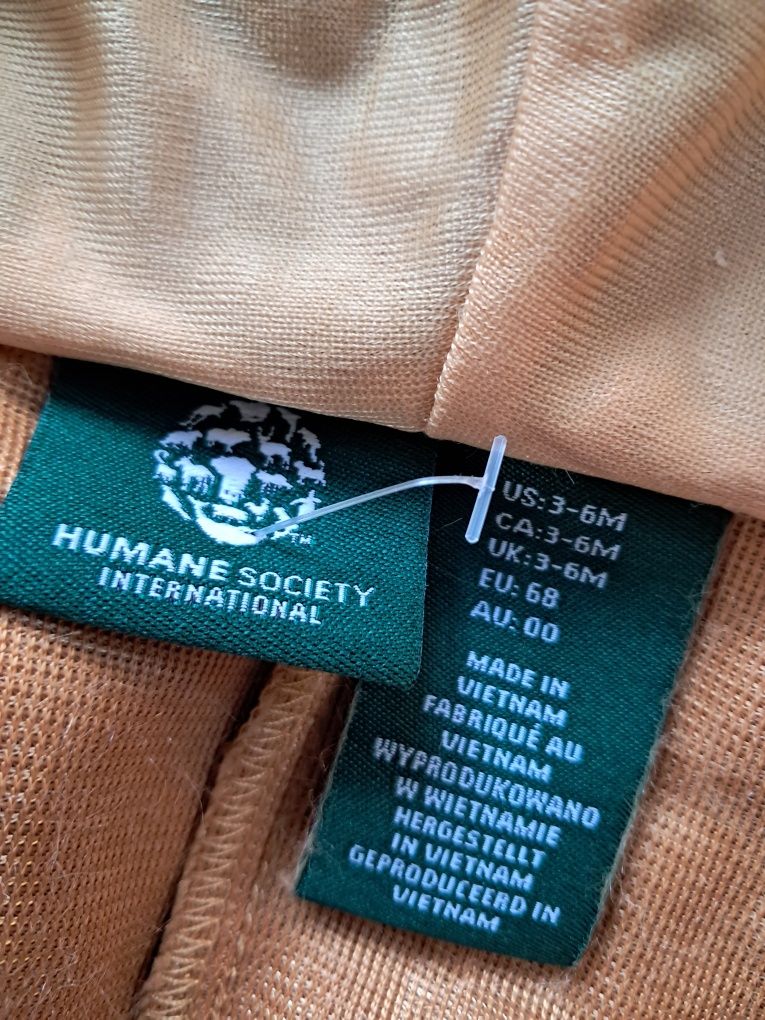 TM
HUMANE SOCIETY
INTERNATIONAL
US:3-6M
CA:3-6M
UK:3-6M
EU: 68
AU: 00
MADE IN
VIETNAM
FABRIQUÉ AU
VIETNAM
WYPRODUKOWANO
W WIETNAMIE
HERGESTELLT
IN VIETNAM
GEPRODUCEERD IN
VIETNAM